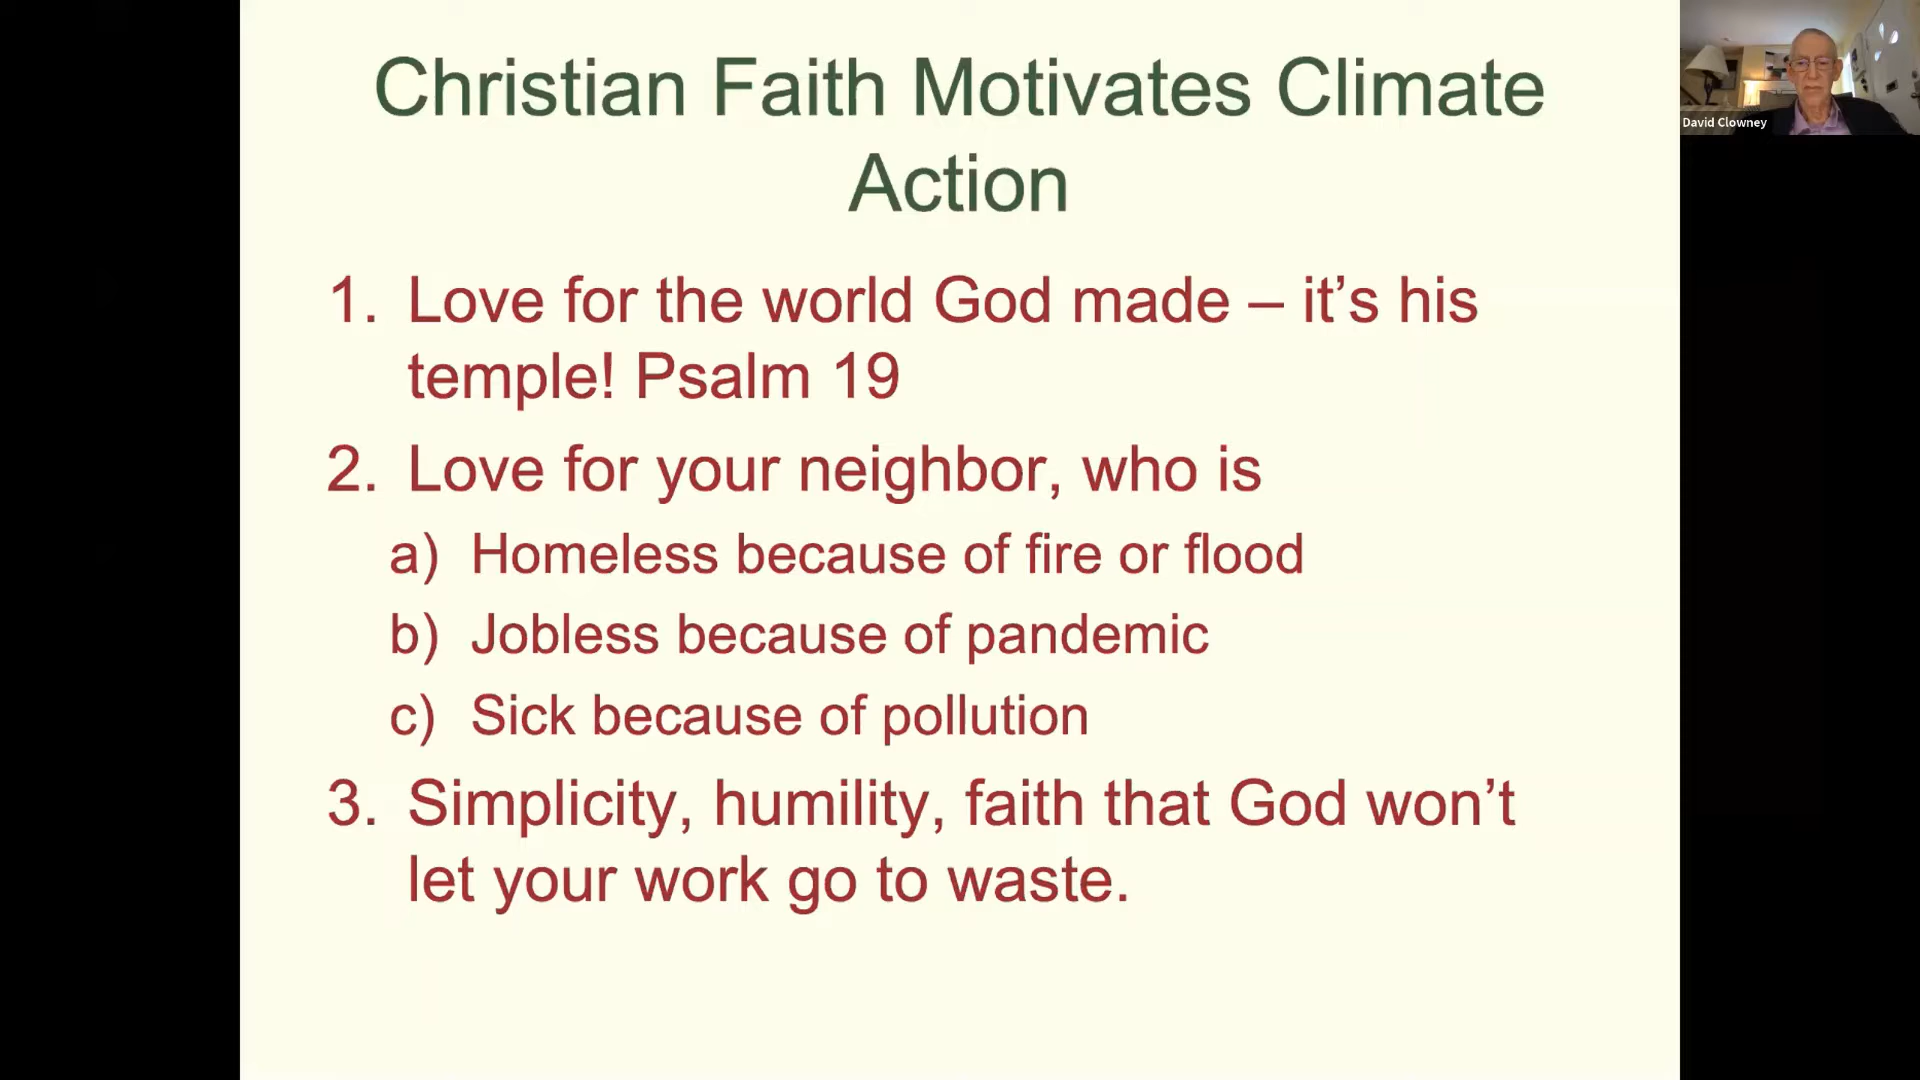 Christian Faith Motivates Climate
Action
David Clowney
1. Love for the world God made – it’s his
temple! Psalm 19
2. Love for your neighbor, who is
a) Homeless because of fire or flood
b) Jobless because of pandemic
c) Sick because of pollution
3. Simplicity, humility, faith that God won’t
let your work go to waste.